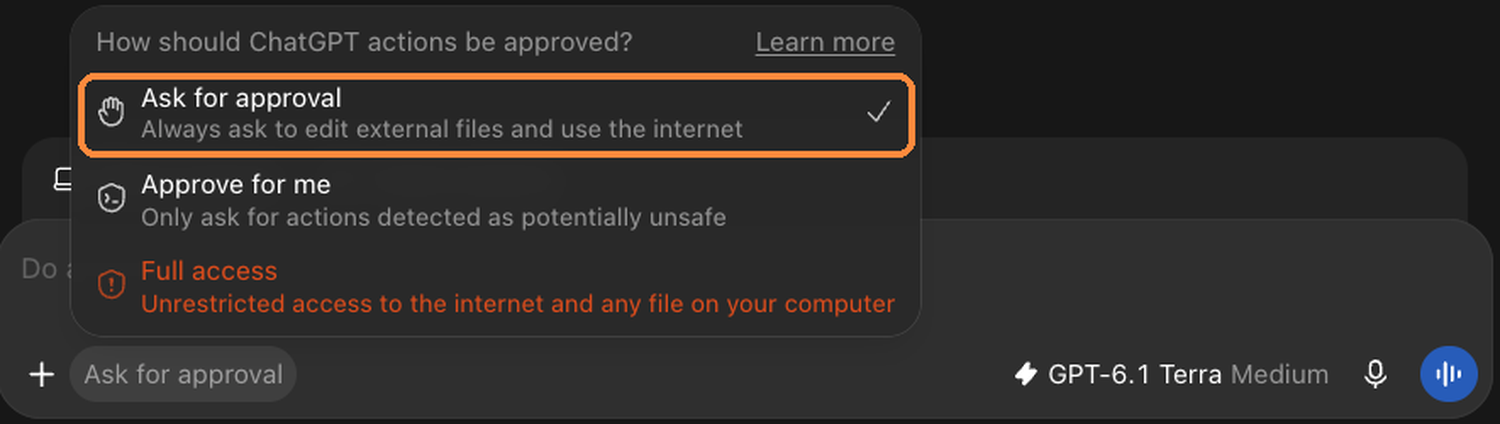 How should ChatGPT actions be approved? Learn more
Ask for approval
Always ask to edit external files and use the internet
Approve for me
Only ask for actions detected as potentially unsafe
Full access
Unrestricted access to the internet and any file on your computer
Do
Ask for approval GPT-6.1 Terra Medium